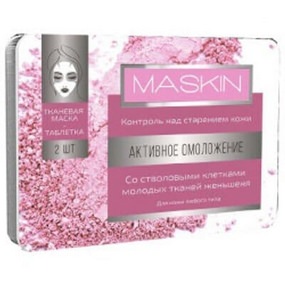 MASKIN
ТКАНЕВАЯ
МАСКА
ТАБЛЕТКА
2 ШТ
Контроль над старением кожи
АКТИВНОЕ ОМОЛОЖЕНИЕ
Со стволовыми клетками
молодых тканей женьшеня
Для кожи любого типа